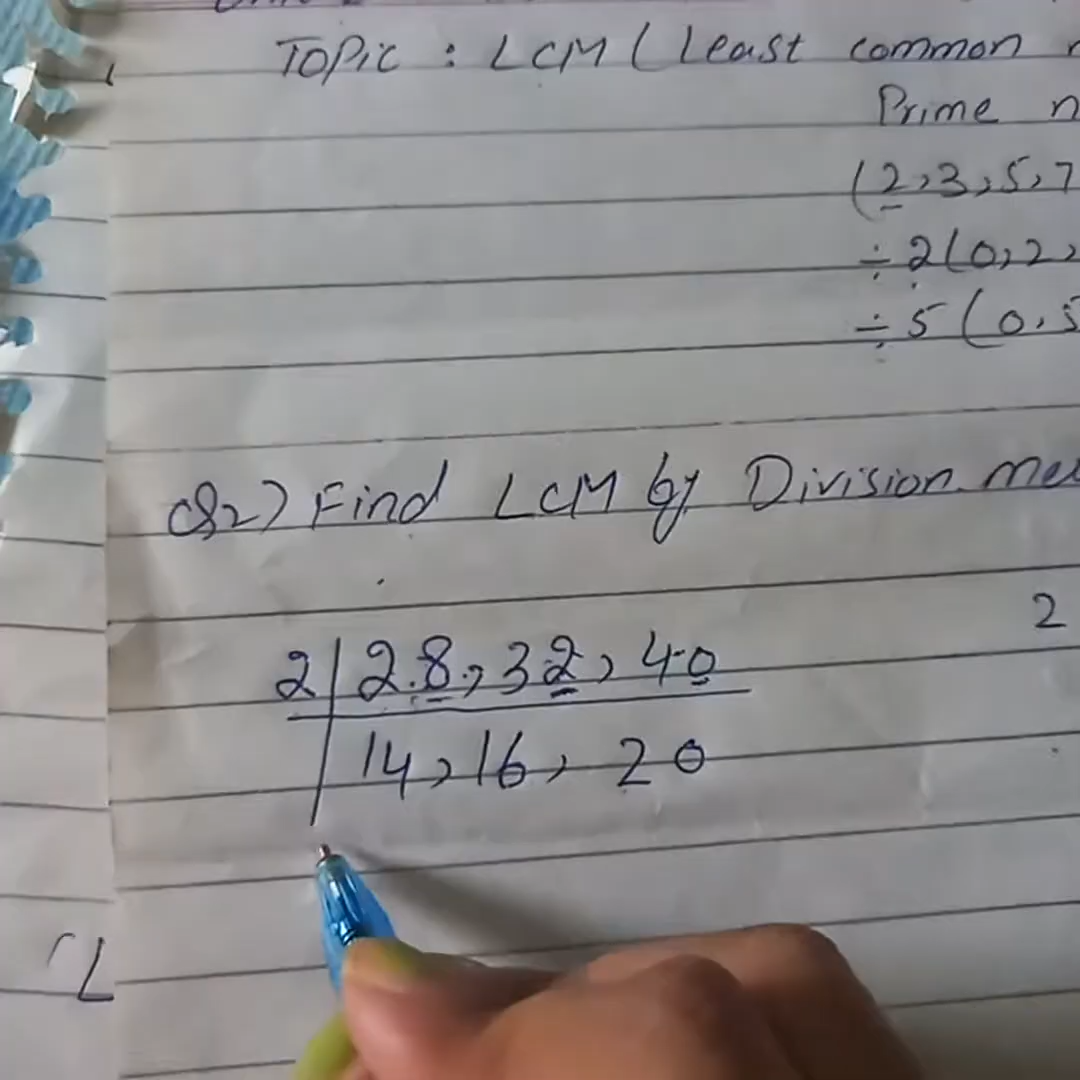 Topic : LCM ( Least common
Prime
(2,3,5,7
÷ 2(0,2,
÷ 5 (0,5
Q2) Find LCM by Division
2
2 | 28, 32, 40
14, 16, 20